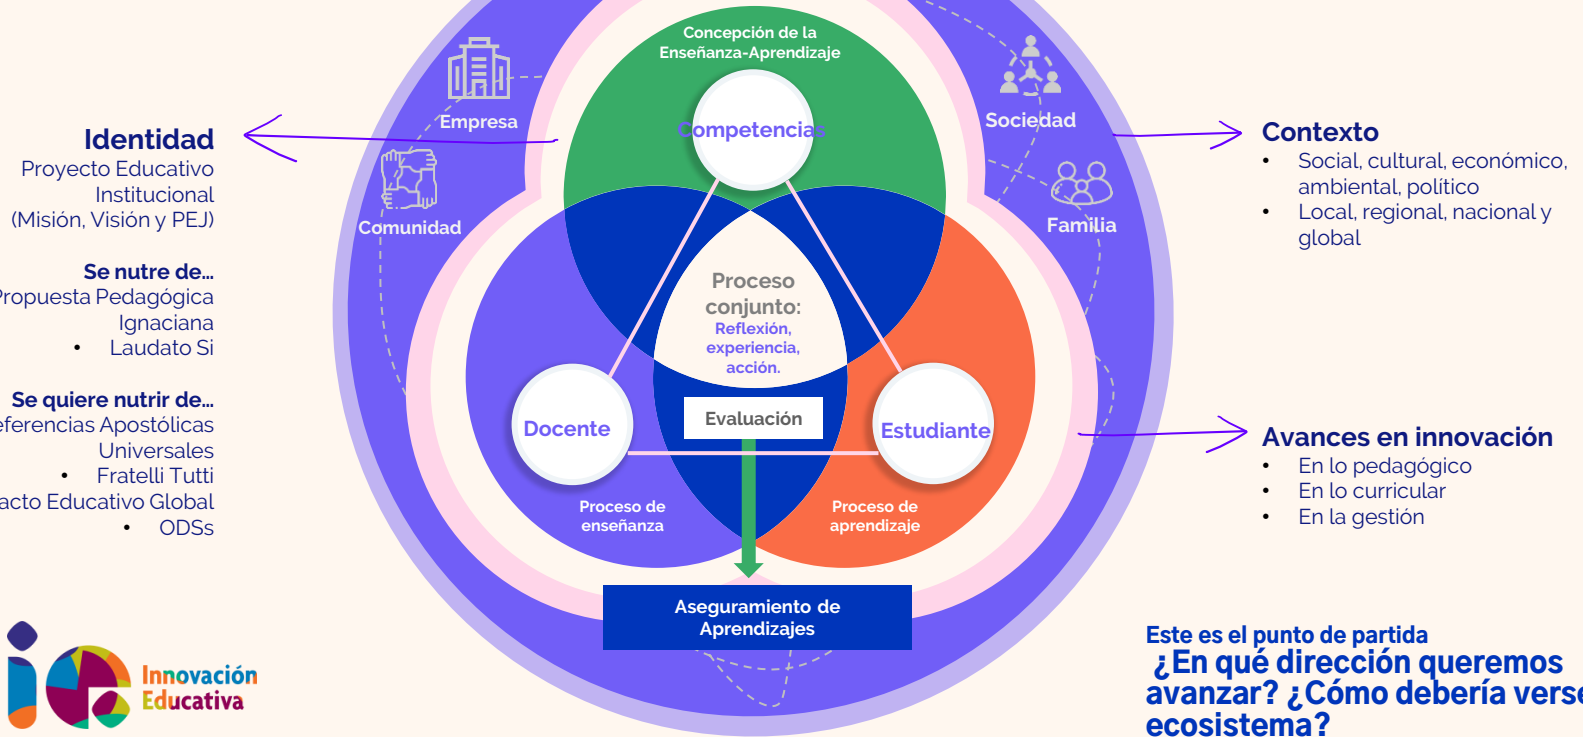 Concepción de la
Enseñanza-Aprendizaje
Competencias
Empresa
Comunidad
Sociedad
Familia
Identidad
Proyecto Educativo
Institucional
(Misión, Visión y PEJ)
Se nutre de...
Propuesta Pedagógica
Ignaciana
• Laudato Si
Se quiere nutrir de...
eferencias Apostólicas
Universales
• Fratelli Tutti
acto Educativo Global
• ODSs
Proceso
conjunto:
Reflexión,
experiencia,
acción.
Docente
Evaluación
Estudiante
Proceso de
enseñanza
Proceso de
aprendizaje
Aseguramiento de
Aprendizajes
Contexto
• Social, cultural, económico,
ambiental, político
• Local, regional, nacional y
global
Avances en innovación
• En lo pedagógico
• En lo curricular
• En la gestión
ie
Innovación
Educativa
Este es el punto de partida
¿En qué dirección queremos
avanzar? ¿Cómo debería verse
ecosistema?